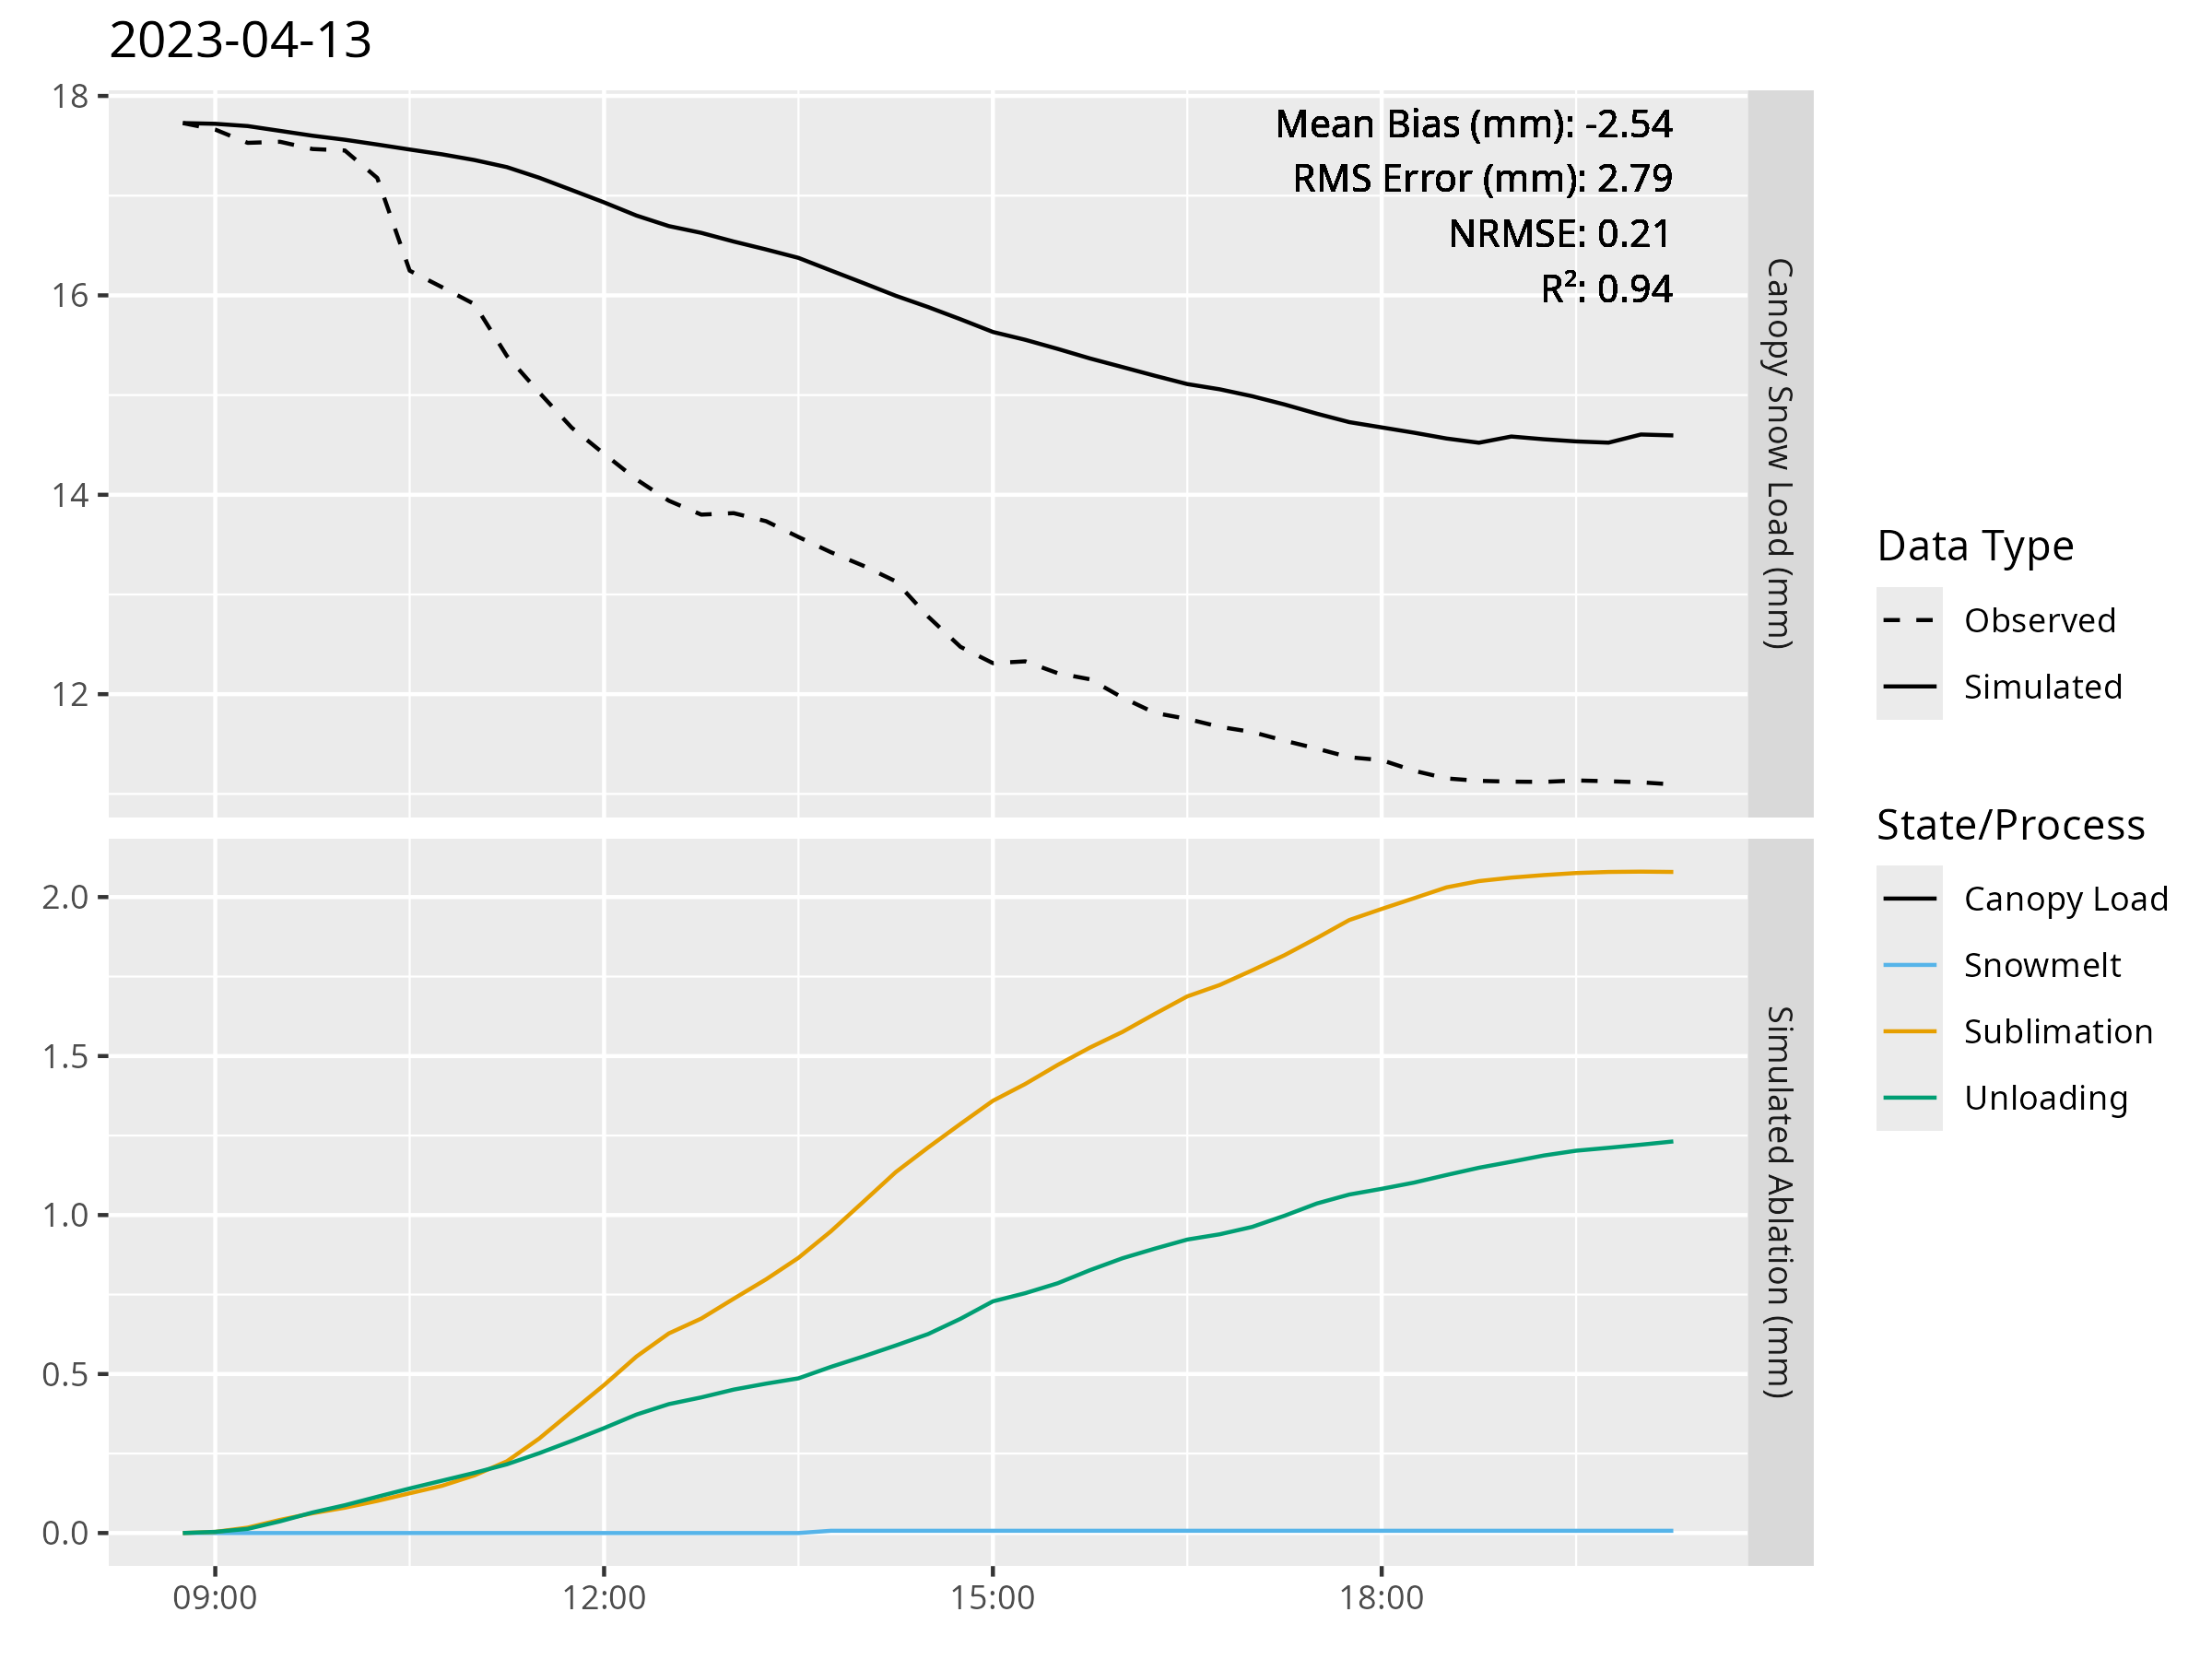 2023-04-13
18
16
14
12
Mean Bias (mm): -2.54
RMS Error (mm): 2.79
NRMSE: 0.21
R²: 0.94
Canopy Snow Load (mm)
2.0
1.5
1.0
0.5
0.0
Simulated Ablation (mm)
09:00
12:00
15:00
18:00
Data Type
Observed
Simulated
State/Process
Canopy Load
Snowmelt
Sublimation
Unloading